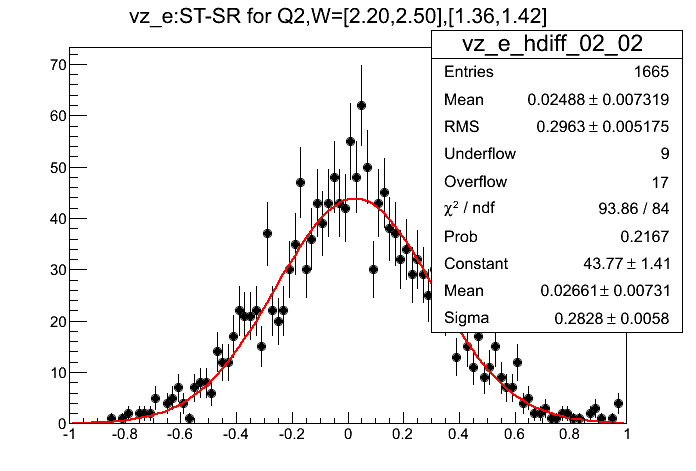 vz_e:ST-SR for Q2,W=[2.20,2.50],[1.36,1.42]
vz_e_hdiff_02_02
Entries 1665
Mean 0.02488 ± 0.007319
RMS 0.2963 ± 0.005175
Underflow 9
Overflow 17
χ² / ndf 93.86 / 84
Prob 0.2167
Constant 43.77 ± 1.41
Mean 0.02661 ± 0.00731
Sigma 0.2828 ± 0.0058
70
60
50
40
30
20
10
0
-1 -0.8 -0.6 -0.4 -0.2 0 0.2 0.4 0.6 0.8 1